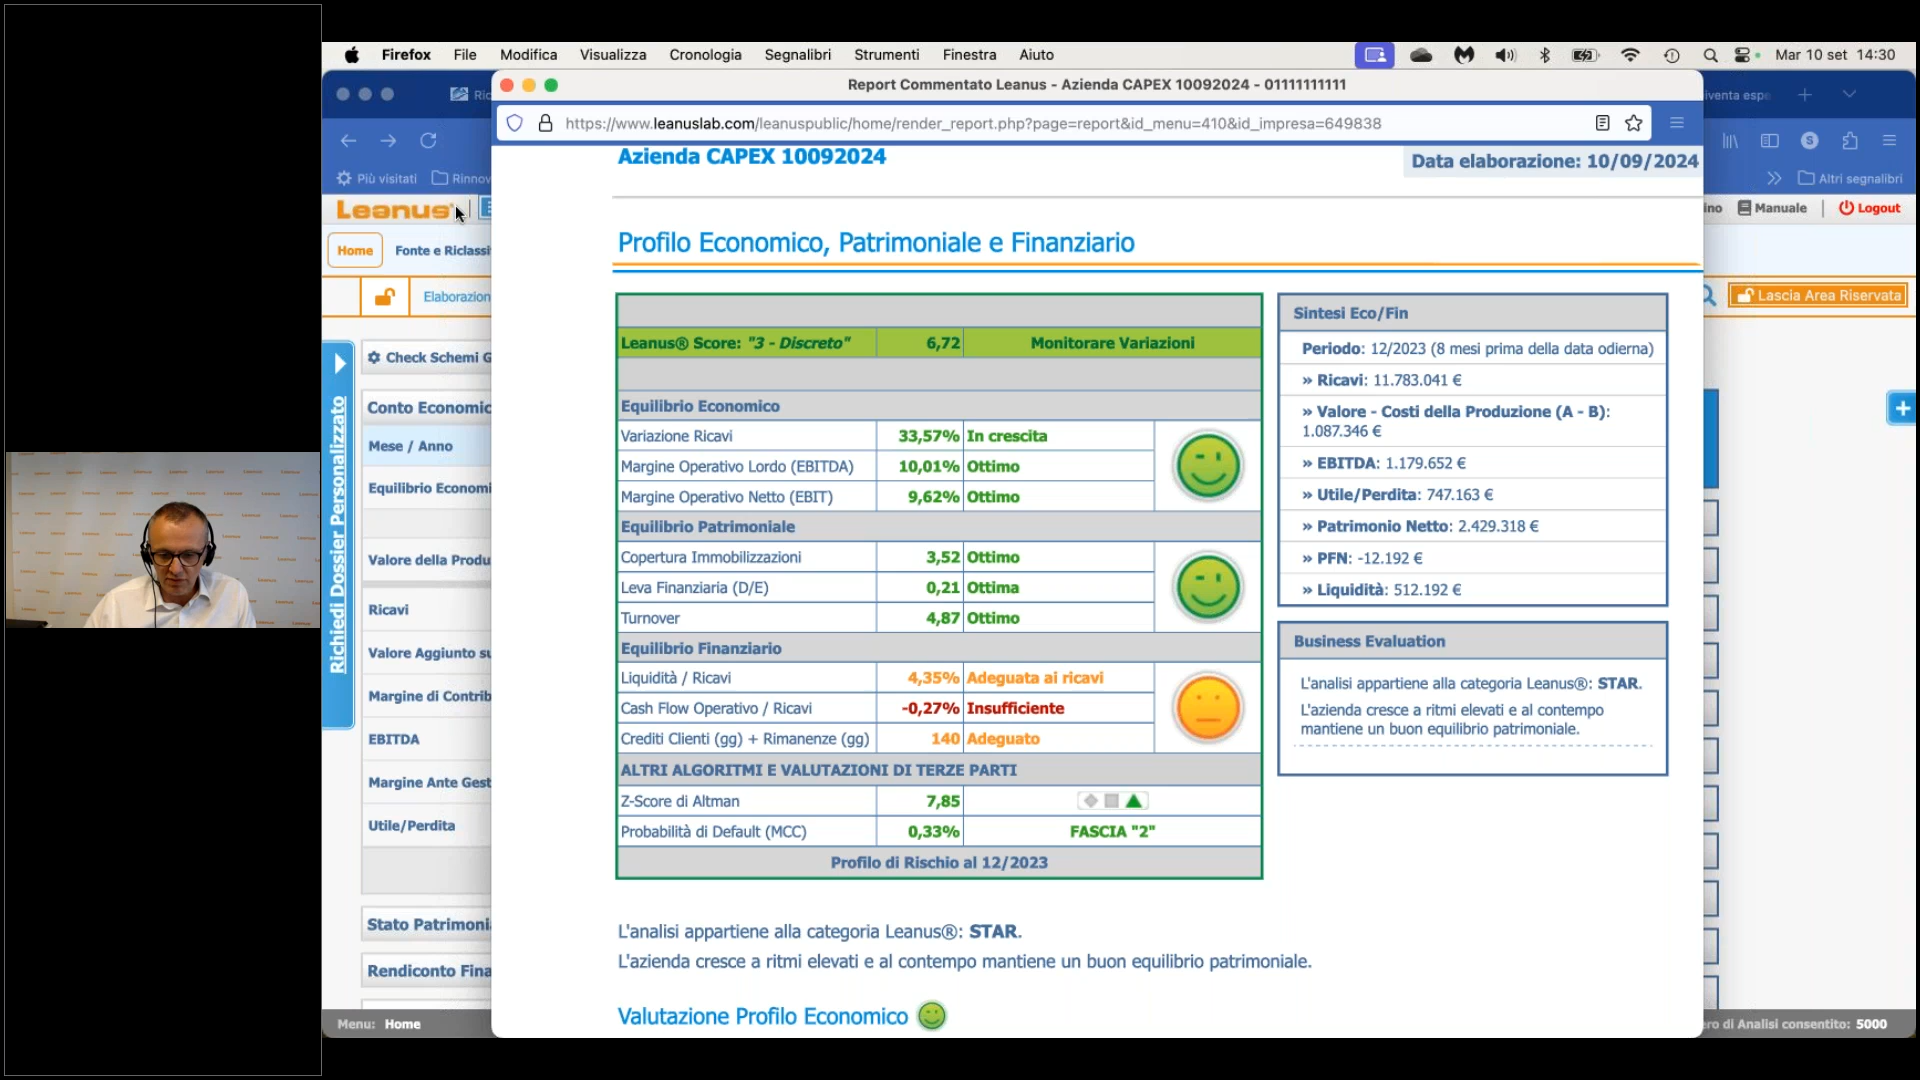 Firefox File Modifica Visualizza Cronologia Segnalibri Strumenti Finestra Aiuto Mar 10 set 14:30
Report Commentato Leanus - Azienda CAPEX 10092024 - 01111111111
https://www.leanuslab.com/leanuspublic/home/render_report.php?page=report&id_menu=410&id_impresa=649838
Più visitati Rinnov Altri segnalibri
Leanus Manuale | Logout
Home Fonte e Riclassi
Elaborazion Lascia Area Riservata
Richiedi Dossier Personalizzato
Check Schemi G
Conto Economic
Mese / Anno
Equilibrio Economi
Valore della Produ
Ricavi
Valore Aggiunto su
Margine di Contrib
EBITDA
Margine Ante Gest
Utile/Perdita
Stato Patrimoni
Rendiconto Fina
Menu: Home
ro di Analisi consentito: 5000
Azienda CAPEX 10092024
Data elaborazione: 10/09/2024
Profilo Economico, Patrimoniale e Finanziario
Leanus® Score: "3 - Discreto" 6,72 Monitorare Variazioni
Equilibrio Economico
Variazione Ricavi 33,57% In crescita
Margine Operativo Lordo (EBITDA) 10,01% Ottimo
Margine Operativo Netto (EBIT) 9,62% Ottimo
Equilibrio Patrimoniale
Copertura Immobilizzazioni 3,52 Ottimo
Leva Finanziaria (D/E) 0,21 Ottima
Turnover 4,87 Ottimo
Equilibrio Finanziario
Liquidità / Ricavi 4,35% Adeguata ai ricavi
Cash Flow Operativo / Ricavi -0,27% Insufficiente
Crediti Clienti (gg) + Rimanenze (gg) 140 Adeguato
ALTRI ALGORITMI E VALUTAZIONI DI TERZE PARTI
Z-Score di Altman 7,85
Probabilità di Default (MCC) 0,33% FASCIA "2"
Profilo di Rischio al 12/2023
Sintesi Eco/Fin
Periodo: 12/2023 (8 mesi prima della data odierna)
» Ricavi: 11.783.041 €
» Valore - Costi della Produzione (A - B):
1.087.346 €
» EBITDA: 1.179.652 €
» Utile/Perdita: 747.163 €
» Patrimonio Netto: 2.429.318 €
» PFN: -12.192 €
» Liquidità: 512.192 €
Business Evaluation
L'analisi appartiene alla categoria Leanus®: STAR.
L'azienda cresce a ritmi elevati e al contempo
mantiene un buon equilibrio patrimoniale.
L'analisi appartiene alla categoria Leanus®: STAR.
L'azienda cresce a ritmi elevati e al contempo mantiene un buon equilibrio patrimoniale.
Valutazione Profilo Economico